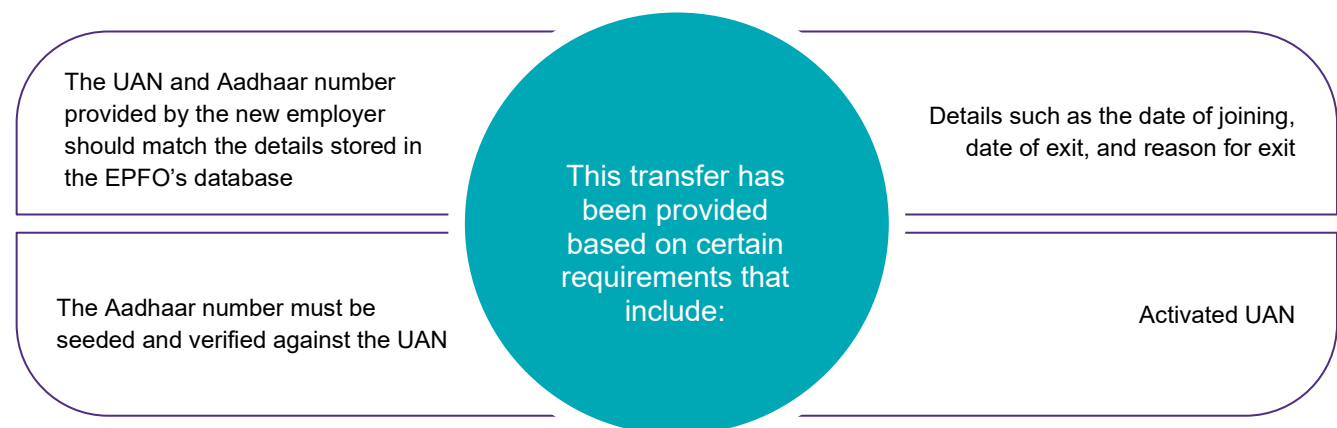 The UAN and Aadhaar number
provided by the new employer
should match the details stored in
the EPFO’s database
Details such as the date of joining,
date of exit, and reason for exit
This transfer has
been provided
based on certain
requirements that
include:
The Aadhaar number must be
seeded and verified against the UAN
Activated UAN